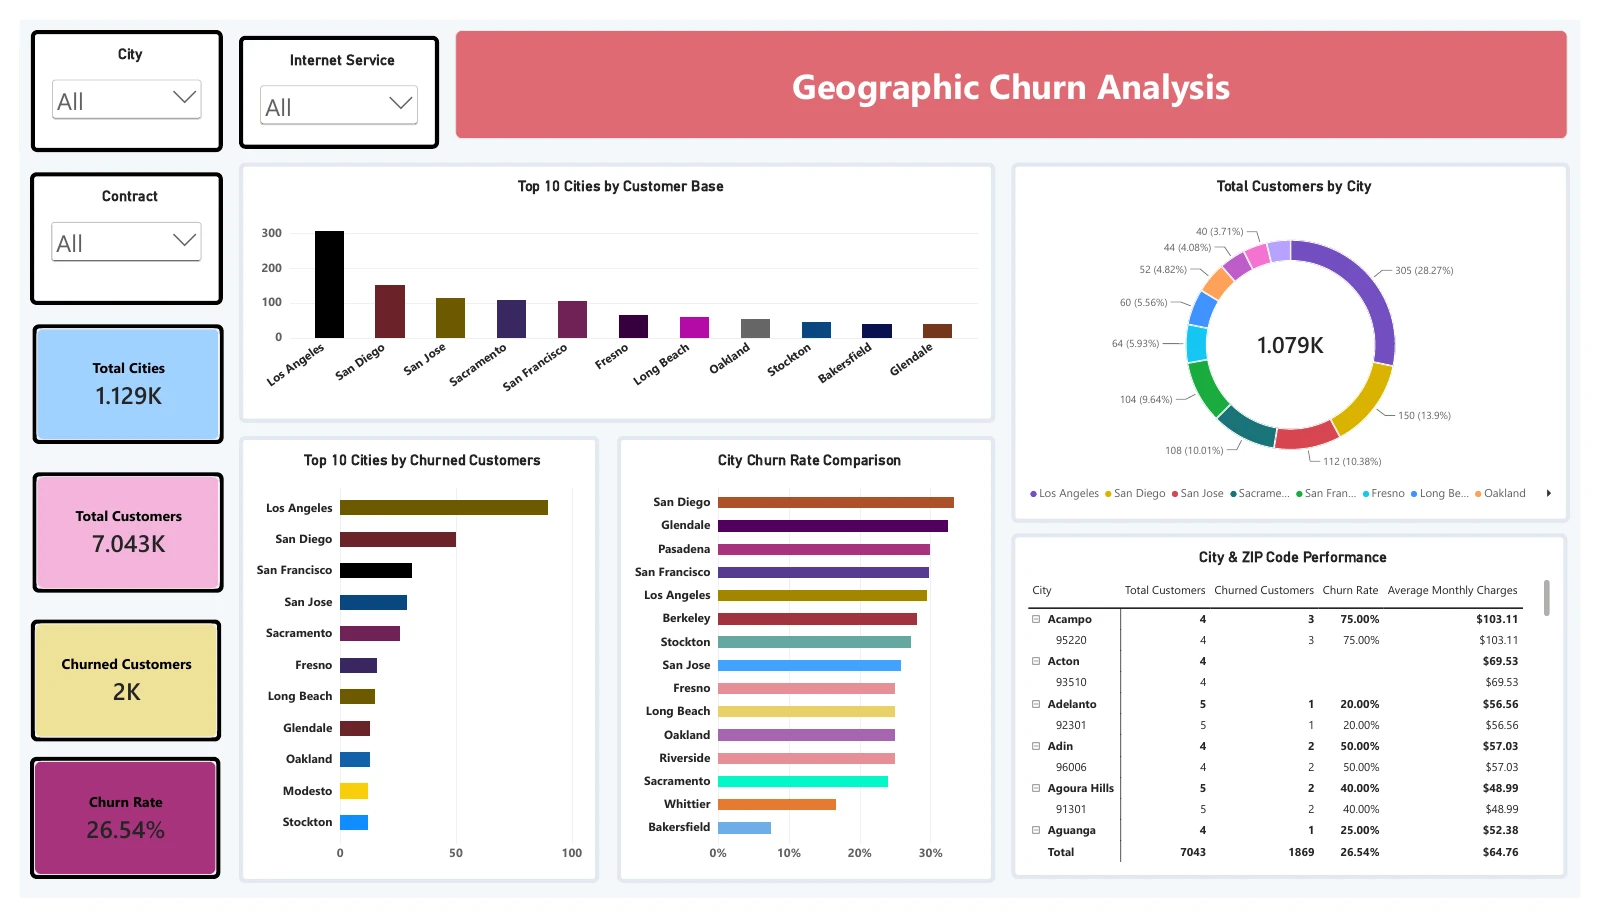 City
All
Internet Service
All
Geographic Churn Analysis
Contract
All
Total Cities
1.129K
Total Customers
7.043K
Churned Customers
2K
Churn Rate
26.54%
Top 10 Cities by Customer Base
300
200
100
0
Los Angeles
San Diego
San Jose
Sacramento
San Francisco
Fresno
Long Beach
Oakland
Stockton
Bakersfield
Glendale
Total Customers by City
40 (3.71%)
44 (4.08%)
52 (4.82%)
60 (5.56%)
64 (5.93%)
104 (9.64%)
108 (10.01%)
305 (28.27%)
150 (13.9%)
112 (10.38%)
1.079K
Los Angeles San Diego San Jose Sacrame... San Fran... Fresno Long Be... Oakland
Top 10 Cities by Churned Customers
Los Angeles
San Diego
San Francisco
San Jose
Sacramento
Fresno
Long Beach
Glendale
Oakland
Modesto
Stockton
0 50 100
City Churn Rate Comparison
San Diego
Glendale
Pasadena
San Francisco
Los Angeles
Berkeley
Stockton
San Jose
Fresno
Long Beach
Oakland
Riverside
Sacramento
Whittier
Bakersfield
0% 10% 20% 30%
City & ZIP Code Performance
City Total Customers Churned Customers Churn Rate Average Monthly Charges
Acampo 4 3 75.00% $103.11
95220 4 3 75.00% $103.11
Acton 4 $69.53
93510 4 $69.53
Adelanto 5 1 20.00% $56.56
92301 5 1 20.00% $56.56
Adin 4 2 50.00% $57.03
96006 4 2 50.00% $57.03
Agoura Hills 5 2 40.00% $48.99
91301 5 2 40.00% $48.99
Aguanga 4 1 25.00% $52.38
Total 7043 1869 26.54% $64.76